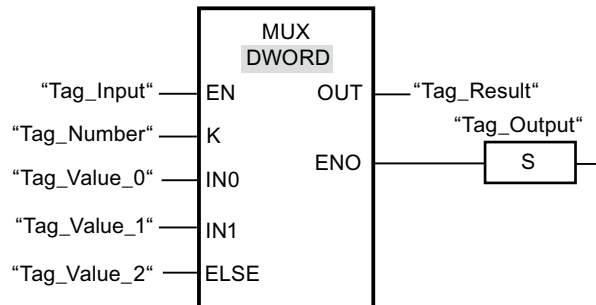 MUX
DWORD
“Tag_Input“ EN OUT “Tag_Result“
“Tag_Number“ K “Tag_Output“
ENO S
“Tag_Value_0“ IN0
“Tag_Value_1“ IN1
“Tag_Value_2“ ELSE